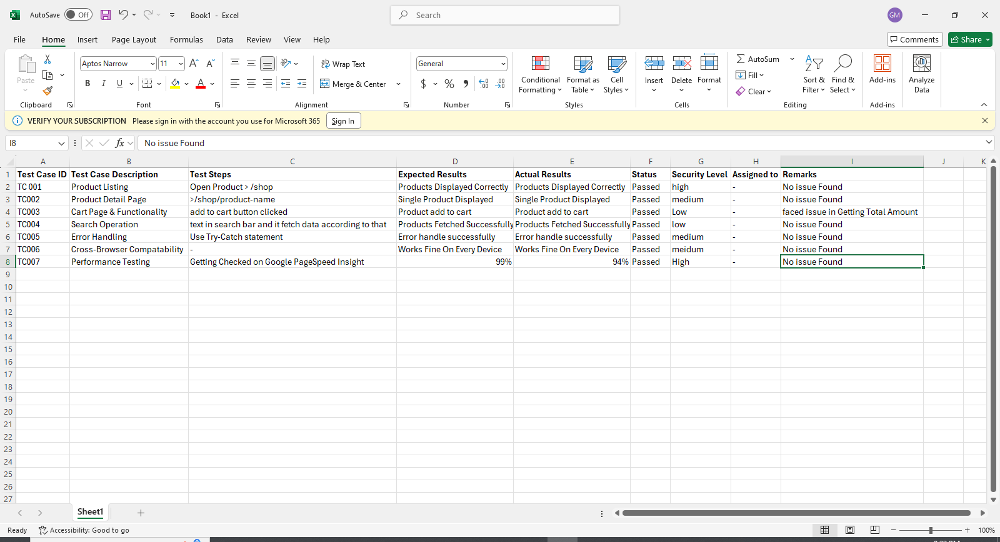 AutoSave Off Book1 - Excel Search GM
File Home Insert Page Layout Formulas Data Review View Help Comments Share
Paste Clipboard
Aptos Narrow 11 B I U A A A Font
ab Wrap Text Merge & Center Alignment
General $ % Number
Conditional Formatting Format as Table Cell Styles Styles
Insert Delete Format Cells
AutoSum Fill Clear Sort & Filter Find & Select Editing
Add-ins Add-ins
Analyze Data
VERIFY YOUR SUBSCRIPTION Please sign in with the account you use for Microsoft 365 Sign In
I8 fx No issue Found
A B C D E F G H I J K
1 Test Case ID Test Case Description Test Steps Expected Results Actual Results Status Security Level Assigned to Remarks
2 TC 001 Product Listing Open Product > /shop Products Displayed Correctly Products Displayed Correctly Passed high - No issue Found
3 TC002 Product Detail Page >/shop/product-name Single Product Displayed Single Product Displayed Passed medium - No issue Found
4 TC003 Cart Page & Functionality add to cart button clicked Product add to cart Product add to cart Passed Low - faced issue in Getting Total Amount
5 TC004 Search Operation text in search bar and it fetch data according to that Products Fetched Successfully Products Fetched Successfully Passed low - No issue Found
6 TC005 Error Handling Use Try-Catch statement Error handle successfully Error handle successfully Passed medium - No issue Found
7 TC006 Cross-Browser Compatability - Works Fine On Every Device Works Fine On Every Device Passed meidum - No issue Found
8 TC007 Performance Testing Getting Checked on Google PageSpeed Insight 99% 94% Passed High - No issue Found
9
10
11
12
13
14
15
16
17
18
19
20
21
22
23
24
25
26
27
Sheet1
Ready Accessibility: Good to go 100%